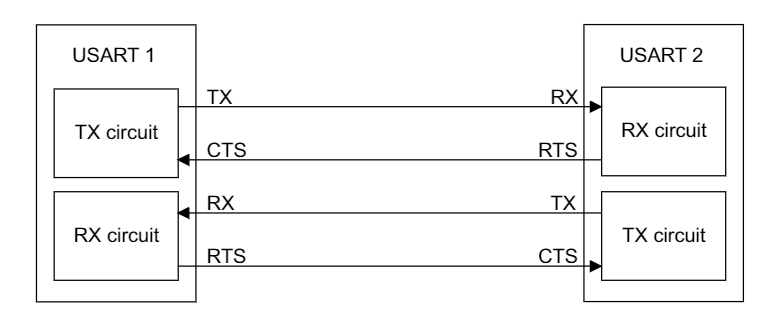 USART 1
USART 2
TX
RX
TX circuit
RX circuit
CTS
RTS
RX
TX
RX circuit
TX circuit
RTS
CTS